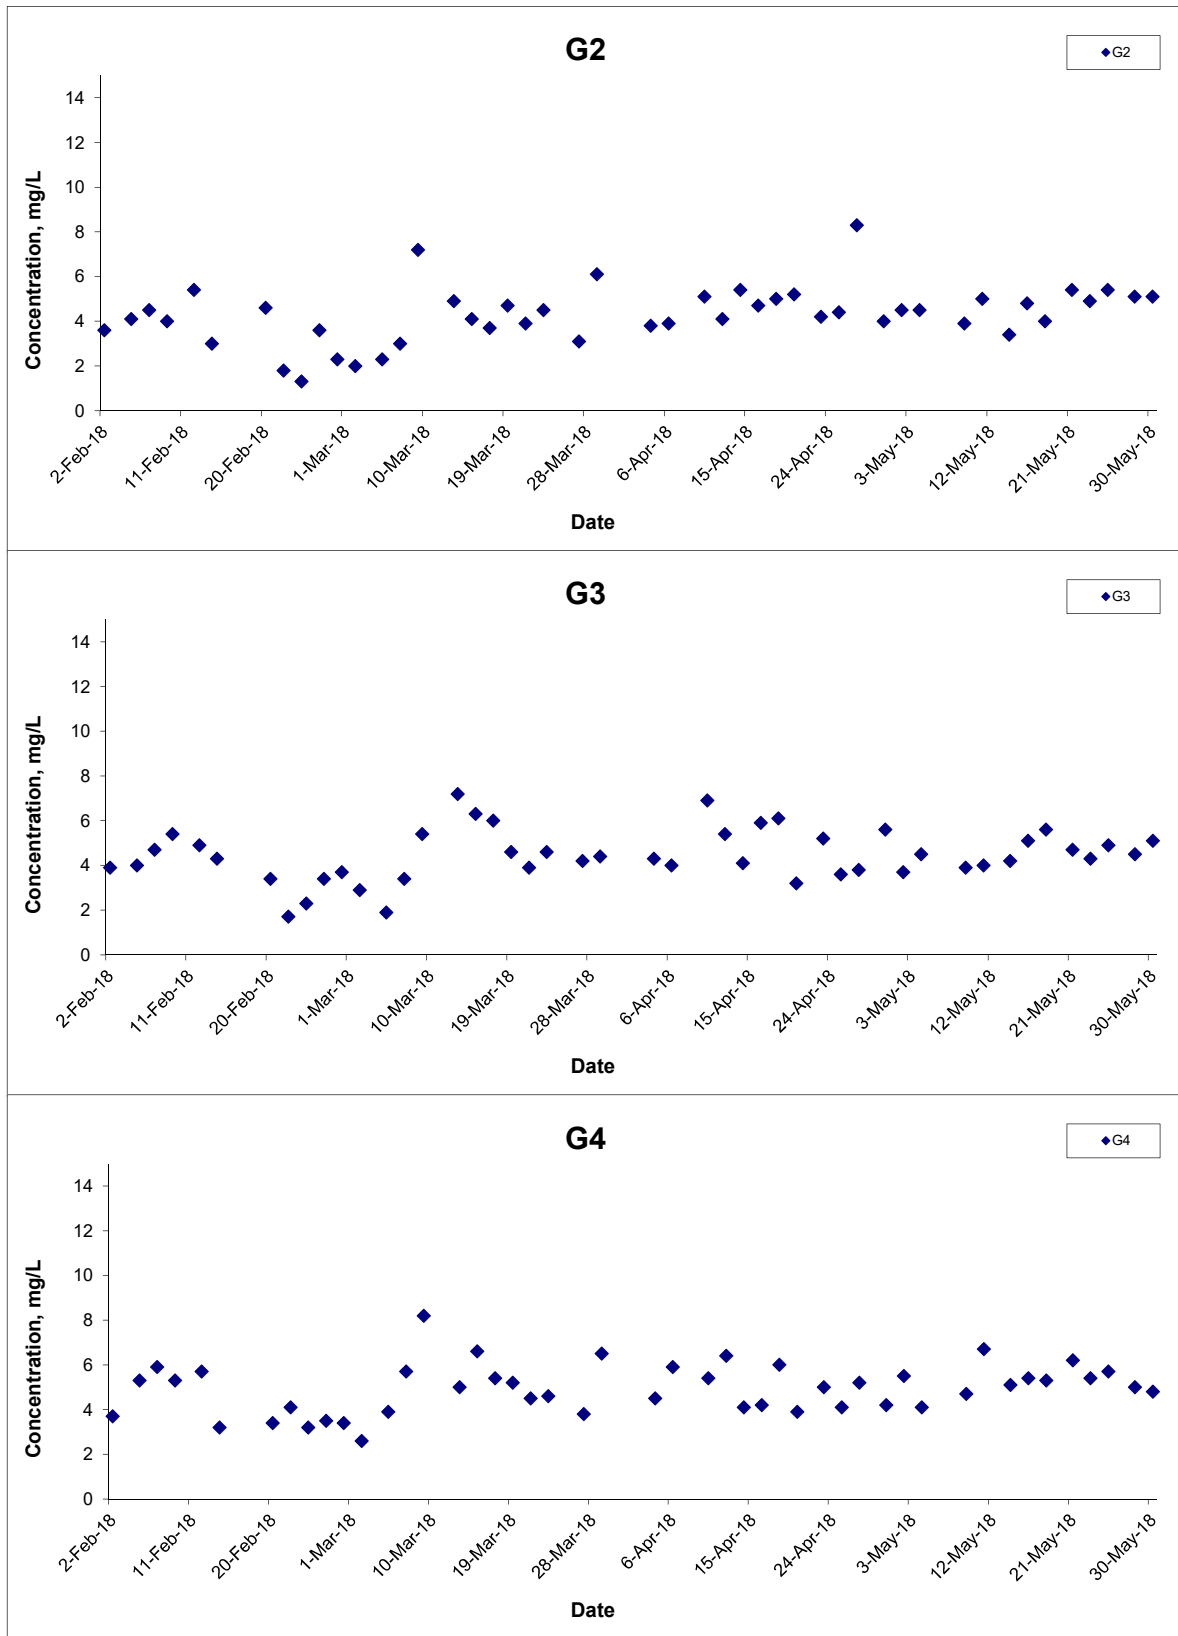 G2
G2
14
12
10
8
6
4
2
0
Concentration, mg/L
2-Feb-18
11-Feb-18
20-Feb-18
1-Mar-18
10-Mar-18
19-Mar-18
28-Mar-18
6-Apr-18
15-Apr-18
24-Apr-18
3-May-18
12-May-18
21-May-18
30-May-18
Date
G3
G3
14
12
10
8
6
4
2
0
Concentration, mg/L
2-Feb-18
11-Feb-18
20-Feb-18
1-Mar-18
10-Mar-18
19-Mar-18
28-Mar-18
6-Apr-18
15-Apr-18
24-Apr-18
3-May-18
12-May-18
21-May-18
30-May-18
Date
G4
G4
14
12
10
8
6
4
2
0
Concentration, mg/L
2-Feb-18
11-Feb-18
20-Feb-18
1-Mar-18
10-Mar-18
19-Mar-18
28-Mar-18
6-Apr-18
15-Apr-18
24-Apr-18
3-May-18
12-May-18
21-May-18
30-May-18
Date